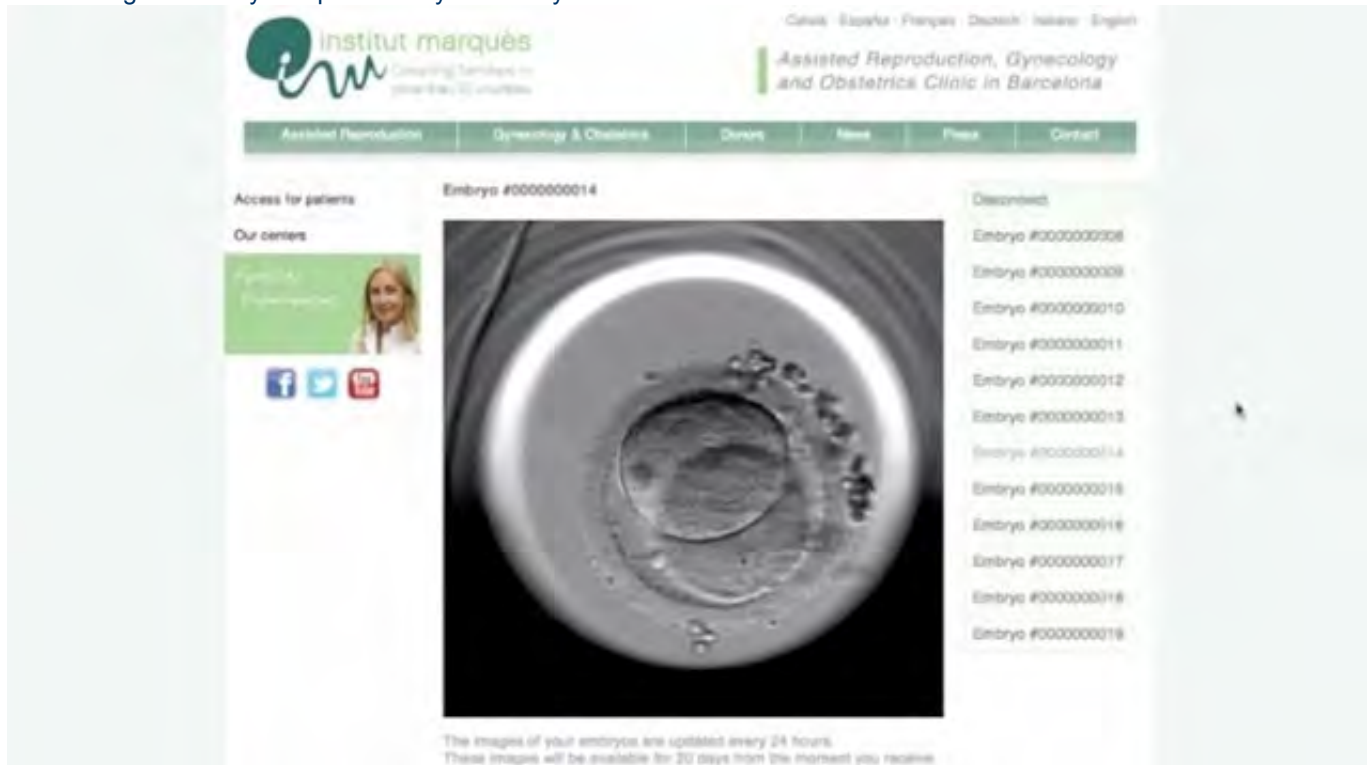 Català Español Français Deutsch Italiano English
institut marquès
Assisted Reproduction, Gynecology
and Obstetrics Clinic in Barcelona
Assisted Reproduction
Gynecology & Obstetrics
Donors
News
Press
Contact
Access for patients
Our centers
Embryo #0000000014
Disconnect
Embryo #0000000008
Embryo #0000000009
Embryo #0000000010
Embryo #0000000011
Embryo #0000000012
Embryo #0000000013
Embryo #0000000014
Embryo #0000000015
Embryo #0000000016
Embryo #0000000017
Embryo #0000000018
Embryo #0000000019
The images of your embryos are updated every 24 hours.
These images will be available for 20 days from the moment you receive